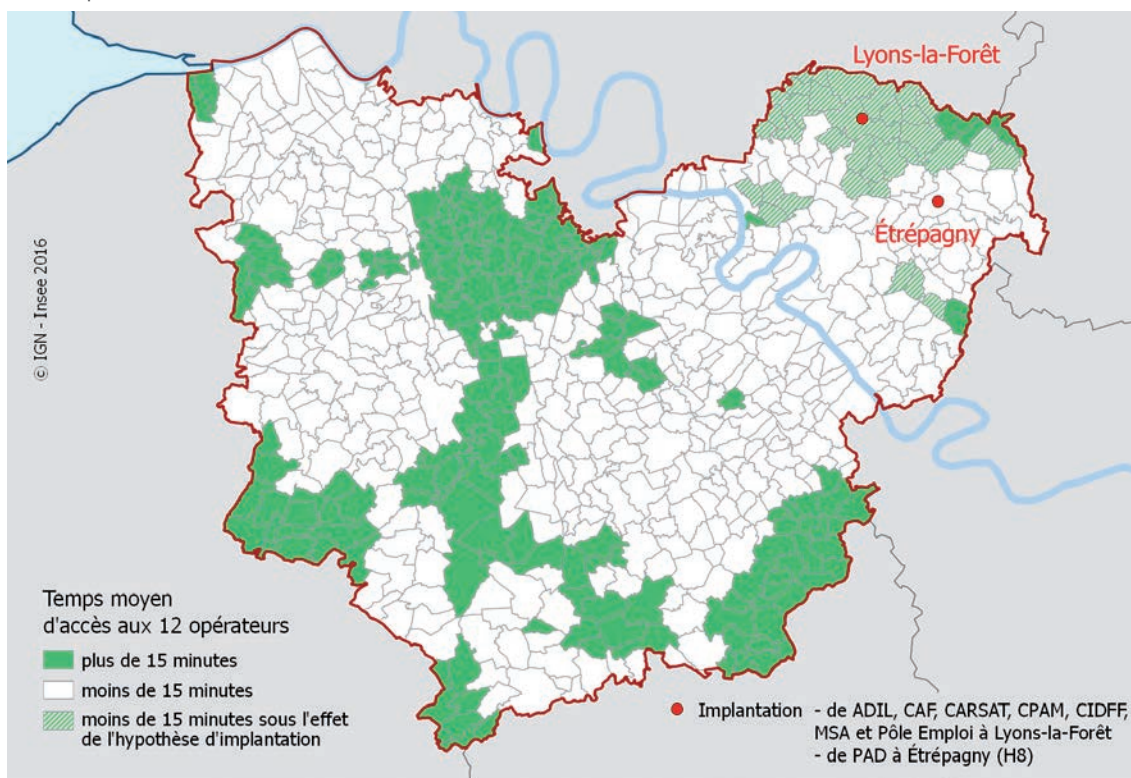 Lyons-la-Forêt
Étrépagny
© IGN - Insee 2016
Temps moyen
d'accès aux 12 opérateurs
plus de 15 minutes
moins de 15 minutes
moins de 15 minutes sous l'effet
de l'hypothèse d'implantation
Implantation - de ADIL, CAF, CARSAT, CPAM, CIDFF,
MSA et Pôle Emploi à Lyons-la-Forêt
- de PAD à Étrépagny (H8)